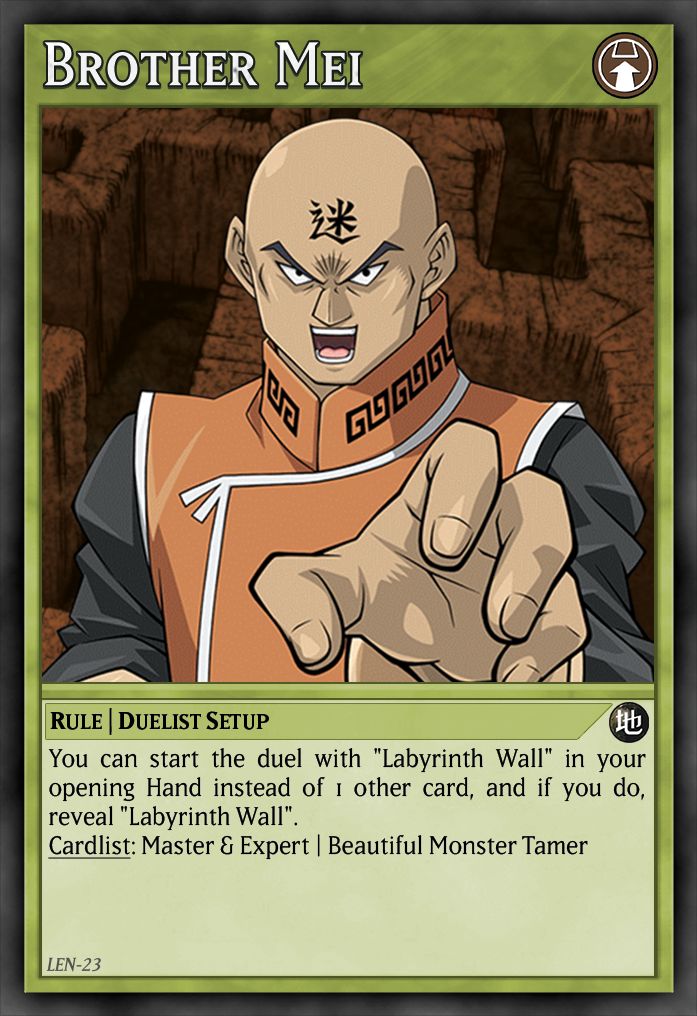 Brother Mei
迷
Rule | Duelist Setup
地
You can start the duel with "Labyrinth Wall" in your
opening Hand instead of 1 other card, and if you do,
reveal "Labyrinth Wall".
Cardlist: Master & Expert | Beautiful Monster Tamer
LEN-23